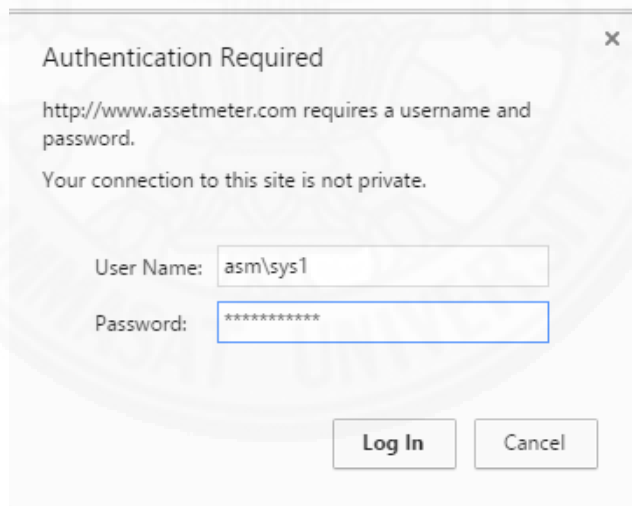 Authentication Required
http://www.assetmeter.com requires a username and
password.
Your connection to this site is not private.
User Name: asm\sys1
Password: ***********
Log In Cancel